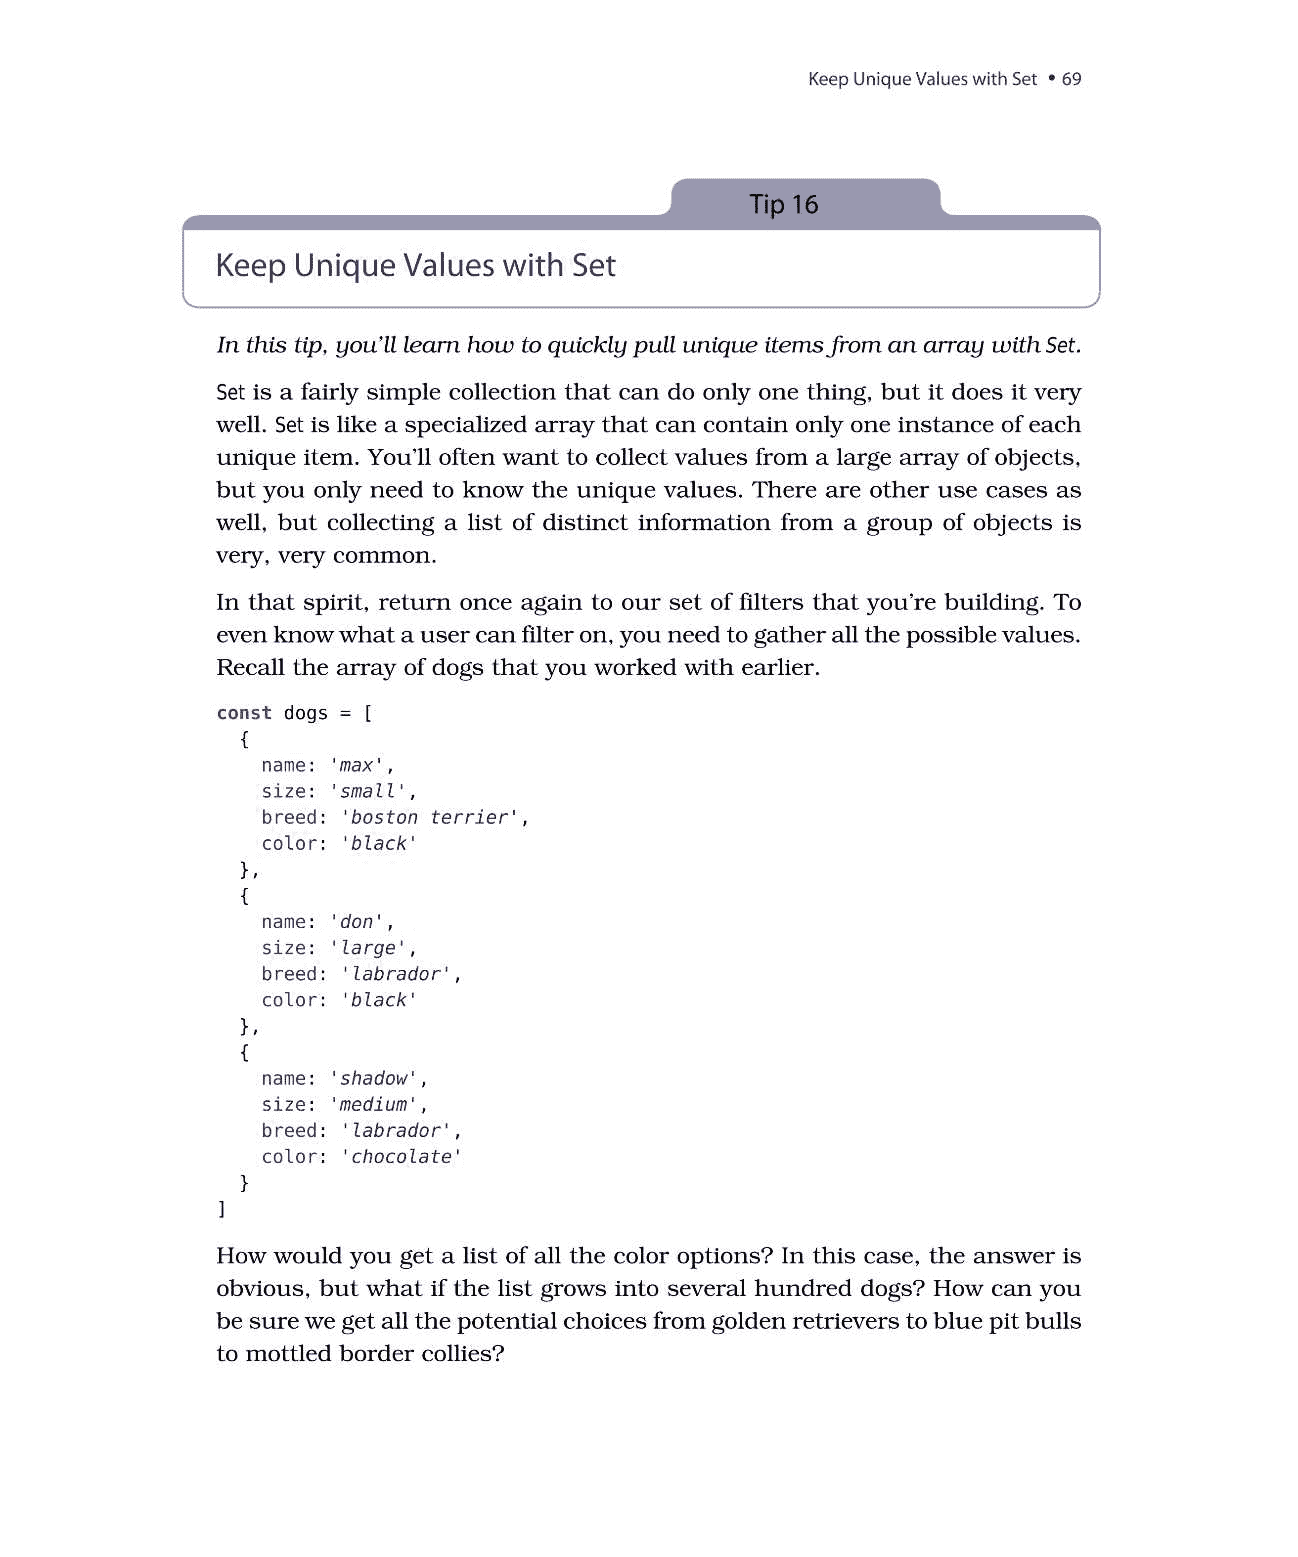 Keep Unique Values with Set • 69
Tip 16
Keep Unique Values with Set
In this tip, you’ll learn how to quickly pull unique items from an array with Set.
Set is a fairly simple collection that can do only one thing, but it does it very
well. Set is like a specialized array that can contain only one instance of each
unique item. You’ll often want to collect values from a large array of objects,
but you only need to know the unique values. There are other use cases as
well, but collecting a list of distinct information from a group of objects is
very, very common.
In that spirit, return once again to our set of filters that you’re building. To
even know what a user can filter on, you need to gather all the possible values.
Recall the array of dogs that you worked with earlier.
const dogs = [
  {
    name: 'max',
    size: 'small',
    breed: 'boston terrier',
    color: 'black'
  },
  {
    name: 'don',
    size: 'large',
    breed: 'labrador',
    color: 'black'
  },
  {
    name: 'shadow',
    size: 'medium',
    breed: 'labrador',
    color: 'chocolate'
  }
]
How would you get a list of all the color options? In this case, the answer is
obvious, but what if the list grows into several hundred dogs? How can you
be sure we get all the potential choices from golden retrievers to blue pit bulls
to mottled border collies?